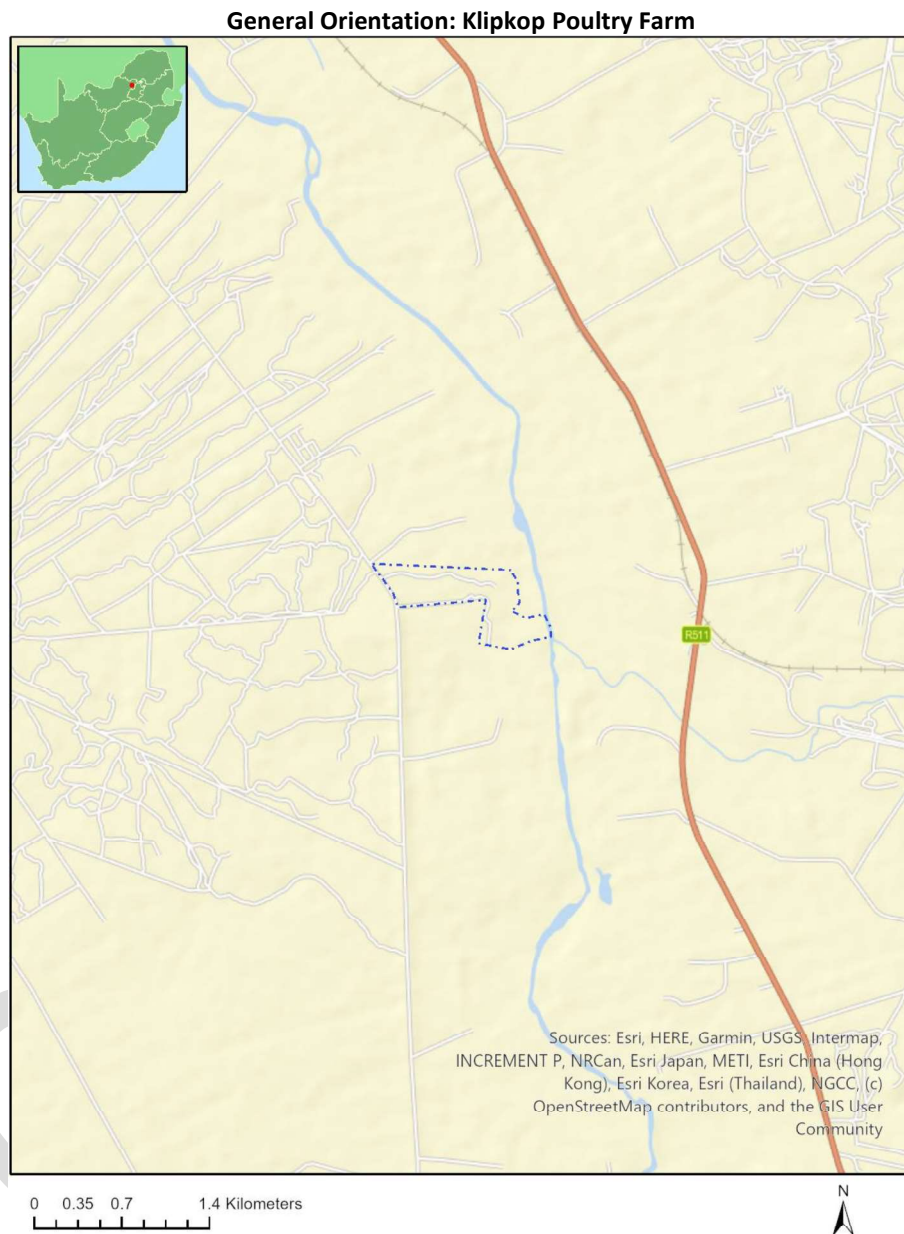 General Orientation: Klipkop Poultry Farm
R511
Sources: Esri, HERE, Garmin, USGS, Intermap,
INCREMENT P, NRCan, Esri Japan, METI, Esri China (Hong
Kong), Esri Korea, Esri (Thailand), NGCC, (c)
OpenStreetMap contributors, and the GIS User
Community
0 0.35 0.7 1.4 Kilometers
N